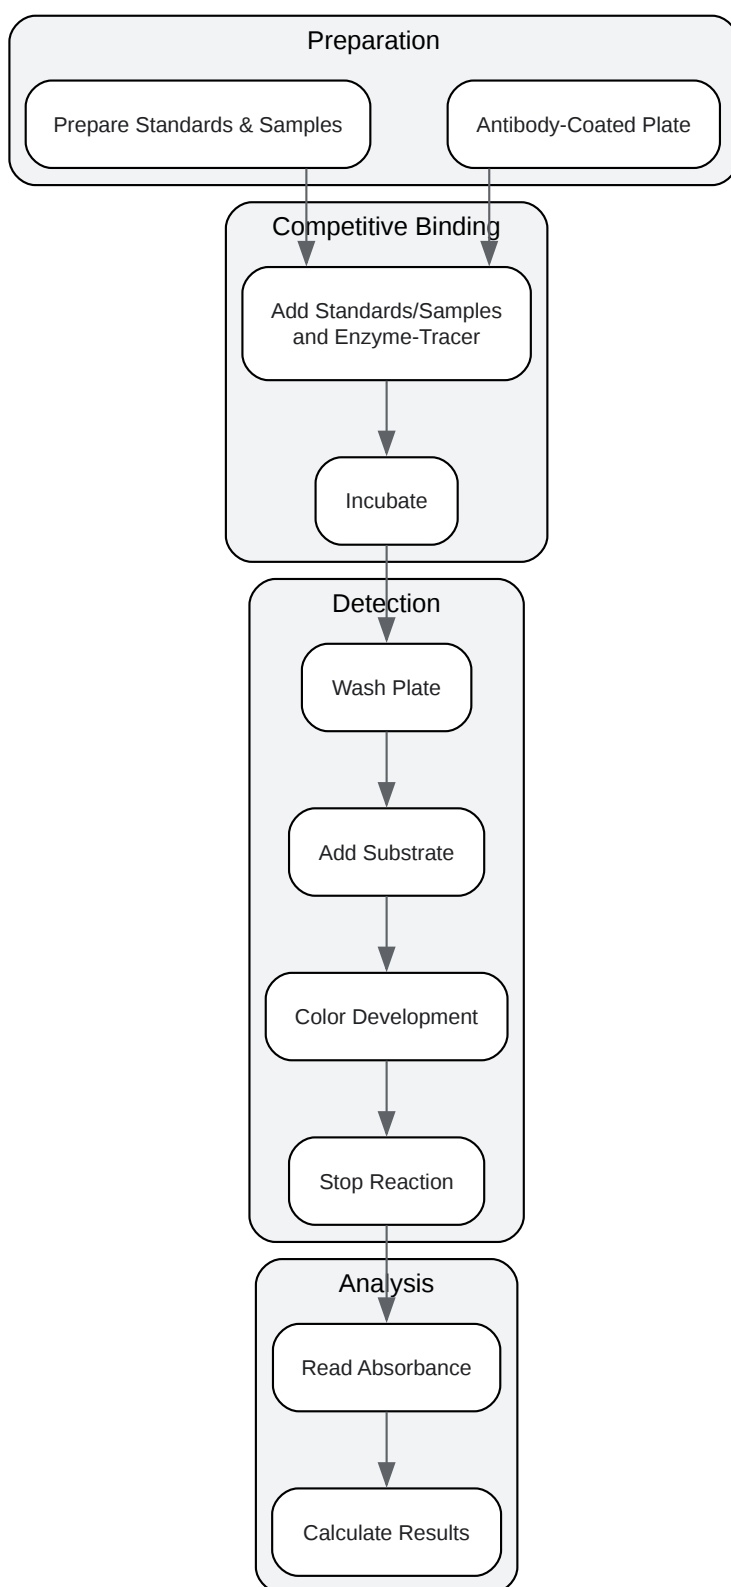 Preparation
Prepare Standards & Samples
Antibody-Coated Plate
Competitive Binding
Add Standards/Samples
and Enzyme-Tracer
Incubate
Detection
Wash Plate
Add Substrate
Color Development
Stop Reaction
Analysis
Read Absorbance
Calculate Results